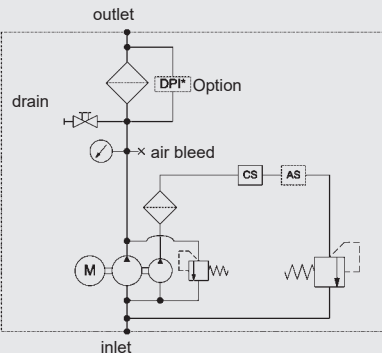 outlet
DPI* Option
drain
air bleed
CS AS
M
inlet